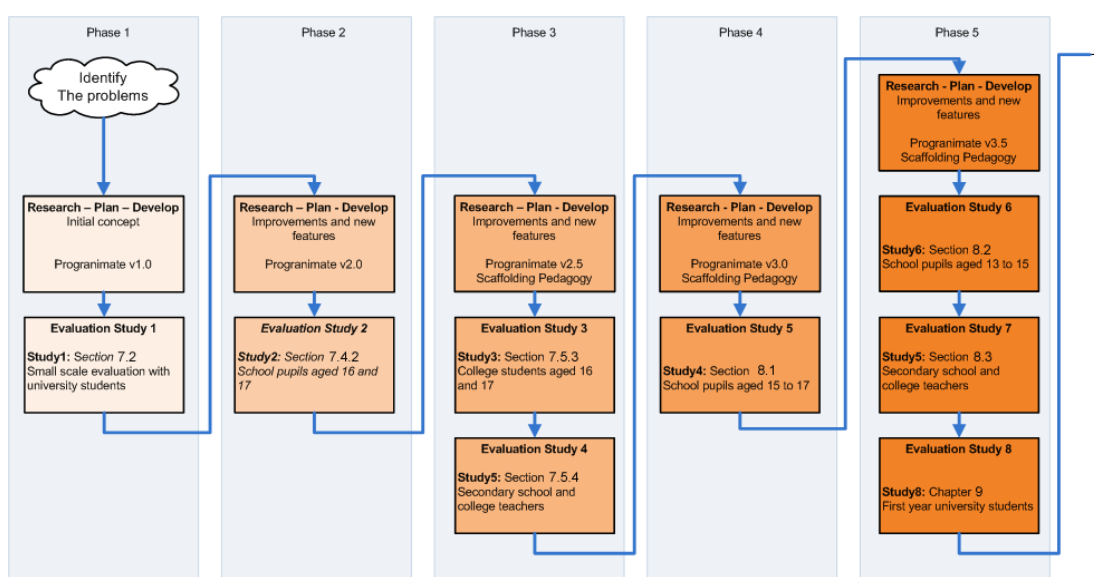 Phase 1
Identify
The problems
Research – Plan – Develop
Initial concept
Progranimate v1.0
Evaluation Study 1
Study1: Section 7.2
Small scale evaluation with
university students
Phase 2
Research – Plan - Develop
Improvements and new
features
Progranimate v2.0
Evaluation Study 2
Study2: Section 7.4.2
School pupils aged 16 and
17
Phase 3
Research – Plan - Develop
Improvements and new
features
Progranimate v2.5
Scaffolding Pedagogy
Evaluation Study 3
Study3: Section 7.5.3
College students aged 16
and 17
Evaluation Study 4
Study5: Section 7.5.4
Secondary school and
college teachers
Phase 4
Research - Plan - Develop
Improvements and new
features
Progranimate v3.0
Scaffolding Pedagogy
Evaluation Study 5
Study4: Section 8.1
School pupils aged 15 to 17
Phase 5
Research - Plan - Develop
Improvements and new
features
Progranimate v3.5
Scaffolding Pedagogy
Evaluation Study 6
Study6: Section 8.2
School pupils aged 13 to 15
Evaluation Study 7
Study5: Section 8.3
Secondary school and
college teachers
Evaluation Study 8
Study8: Chapter 9
First year university students